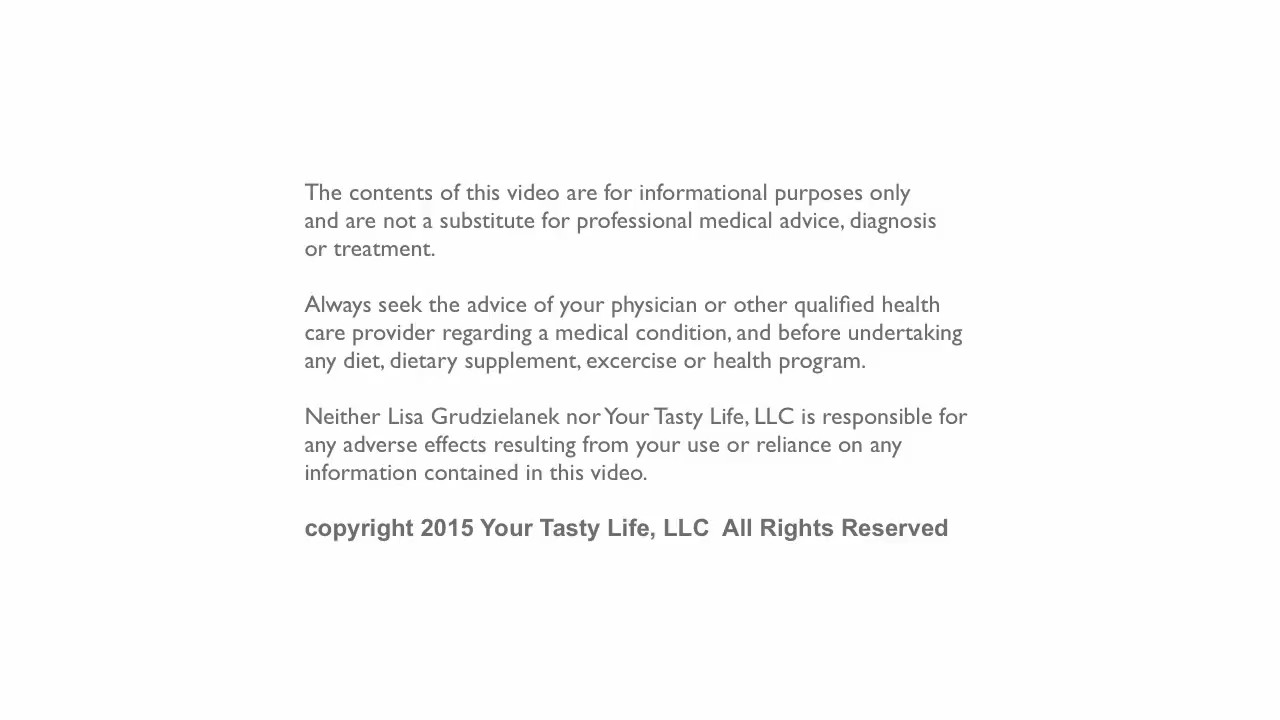 The contents of this video are for informational purposes only
and are not a substitute for professional medical advice, diagnosis
or treatment.
Always seek the advice of your physician or other qualified health
care provider regarding a medical condition, and before undertaking
any diet, dietary supplement, excercise or health program.
Neither Lisa Grudzielanek nor Your Tasty Life, LLC is responsible for
any adverse effects resulting from your use or reliance on any
information contained in this video.
copyright 2015 Your Tasty Life, LLC  All Rights Reserved